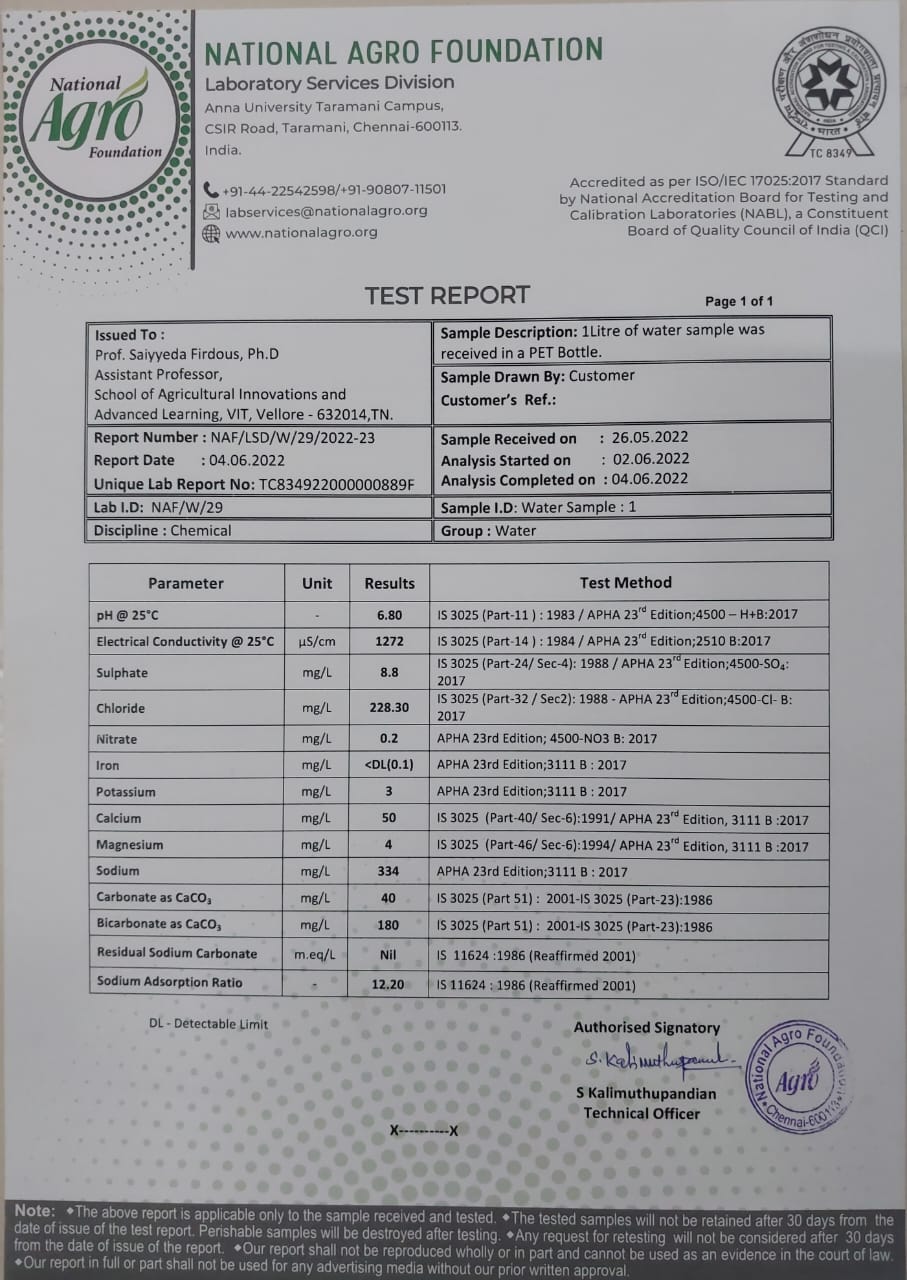 National
Agro
Foundation
NATIONAL AGRO FOUNDATION
Laboratory Services Division
Anna University Taramani Campus,
CSIR Road, Taramani, Chennai-600113.
India.
+91-44-22542598/+91-90807-11501
labservices@nationalagro.org
www.nationalagro.org
TC 8349
Accredited as per ISO/IEC 17025:2017 Standard
by National Accreditation Board for Testing and
Calibration Laboratories (NABL), a Constituent
Board of Quality Council of India (QCI)
TEST REPORT
Page 1 of 1
Issued To :
Prof. Saiyyeda Firdous, Ph.D
Assistant Professor,
School of Agricultural Innovations and
Advanced Learning, VIT, Vellore - 632014,TN.
Sample Description: 1Litre of water sample was
received in a PET Bottle.
Sample Drawn By: Customer
Customer's Ref.:
Report Number : NAF/LSD/W/29/2022-23
Report Date : 04.06.2022
Unique Lab Report No: TC834922000000889F
Sample Received on : 26.05.2022
Analysis Started on : 02.06.2022
Analysis Completed on : 04.06.2022
Lab I.D: NAF/W/29 Sample I.D: Water Sample : 1
Discipline : Chemical Group : Water
Parameter Unit Results Test Method
pH @ 25°C - 6.80 IS 3025 (Part-11 ) : 1983 / APHA 23rd Edition;4500 – H+B:2017
Electrical Conductivity @ 25°C µS/cm 1272 IS 3025 (Part-14 ) : 1984 / APHA 23rd Edition;2510 B:2017
Sulphate mg/L 8.8 IS 3025 (Part-24/ Sec-4): 1988 / APHA 23rd Edition;4500-SO₄:
2017
Chloride mg/L 228.30 IS 3025 (Part-32 / Sec2): 1988 - APHA 23rd Edition;4500-Cl- B:
2017
Nitrate mg/L 0.2 APHA 23rd Edition; 4500-NO3 B: 2017
Iron mg/L <DL(0.1) APHA 23rd Edition;3111 B : 2017
Potassium mg/L 3 APHA 23rd Edition;3111 B : 2017
Calcium mg/L 50 IS 3025 (Part-40/ Sec-6):1991/ APHA 23rd Edition, 3111 B :2017
Magnesium mg/L 4 IS 3025 (Part-46/ Sec-6):1994/ APHA 23rd Edition, 3111 B :2017
Sodium mg/L 334 APHA 23rd Edition;3111 B : 2017
Carbonate as CaCO₃ mg/L 40 IS 3025 (Part 51) : 2001-IS 3025 (Part-23):1986
Bicarbonate as CaCO₃ mg/L 180 IS 3025 (Part 51) : 2001-IS 3025 (Part-23):1986
Residual Sodium Carbonate m.eq/L Nil IS 11624 :1986 (Reaffirmed 2001)
Sodium Adsorption Ratio - 12.20 IS 11624 : 1986 (Reaffirmed 2001)
DL - Detectable Limit
Authorised Signatory
S. Kalimuthupandi
S Kalimuthupandian
Technical Officer
National Agro Foundation
Agro
Chennai-600113
X----------X
Note: ◆The above report is applicable only to the sample received and tested. ◆The tested samples will not be retained after 30 days from the
date of issue of the test report. Perishable samples will be destroyed after testing. ◆Any request for retesting will not be considered after 30 days
from the date of issue of the report. ◆Our report shall not be reproduced wholly or in part and cannot be used as an evidence in the court of law.
◆Our report in full or part shall not be used for any advertising media without our prior written approval.